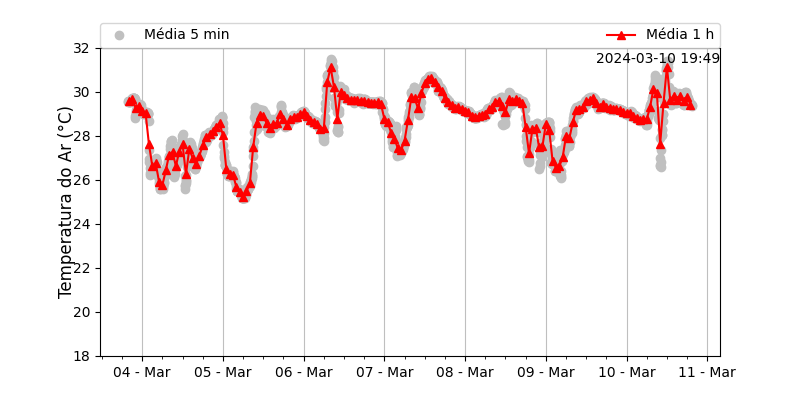 Média 5 min
Média 1 h
2024-03-10 19:49
Temperatura do Ar (°C)
32
30
28
26
24
22
20
18
04 - Mar
05 - Mar
06 - Mar
07 - Mar
08 - Mar
09 - Mar
10 - Mar
11 - Mar